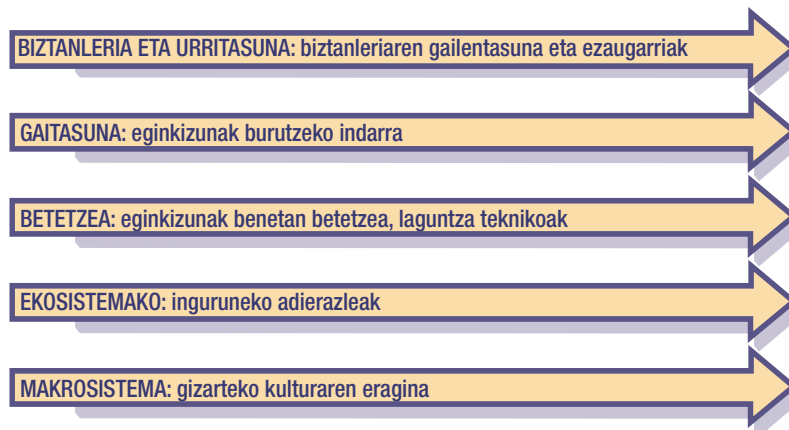 BIZTANLERIA ETA URRITASUNA: biztanleriaren gailentasuna eta ezaugarriak
GAITASUNA: eginkizunak burutzeko indarra
BETETZEA: eginkizunak benetan betetzea, laguntza teknikoak
EKOSISTEMAKO: inguruneko adierazleak
MAKROSISTEMA: gizarteko kulturaren eragina